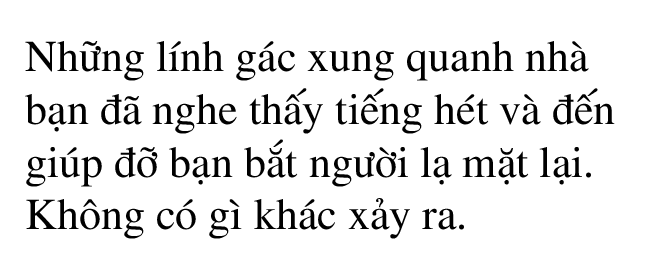 Những lính gác xung quanh nhà
bạn đã nghe thấy tiếng hét và đến
giúp đỡ bạn bắt người lạ mặt lại.
Không có gì khác xảy ra.